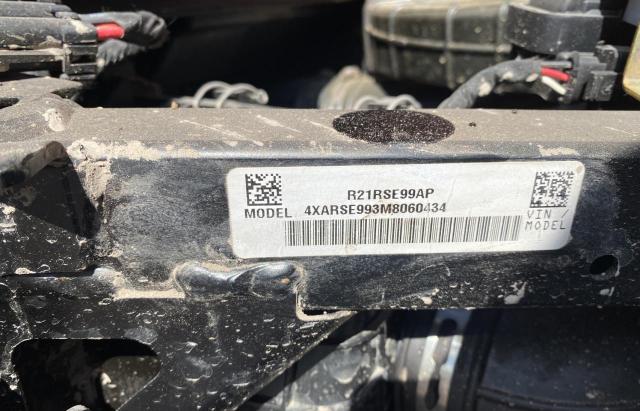 R21RSE99AP
MODEL 4XARSE993M8060434
VIN /
MODEL